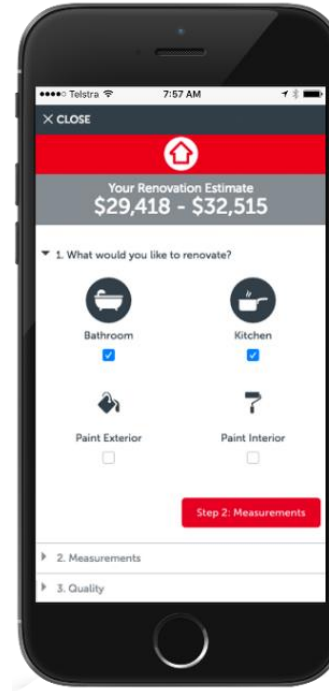 Telstra 7:57 AM
× CLOSE
Your Renovation Estimate
$29,418 - $32,515
1. What would you like to renovate?
Bathroom Kitchen
Paint Exterior Paint Interior
Step 2: Measurements
2. Measurements
3. Quality